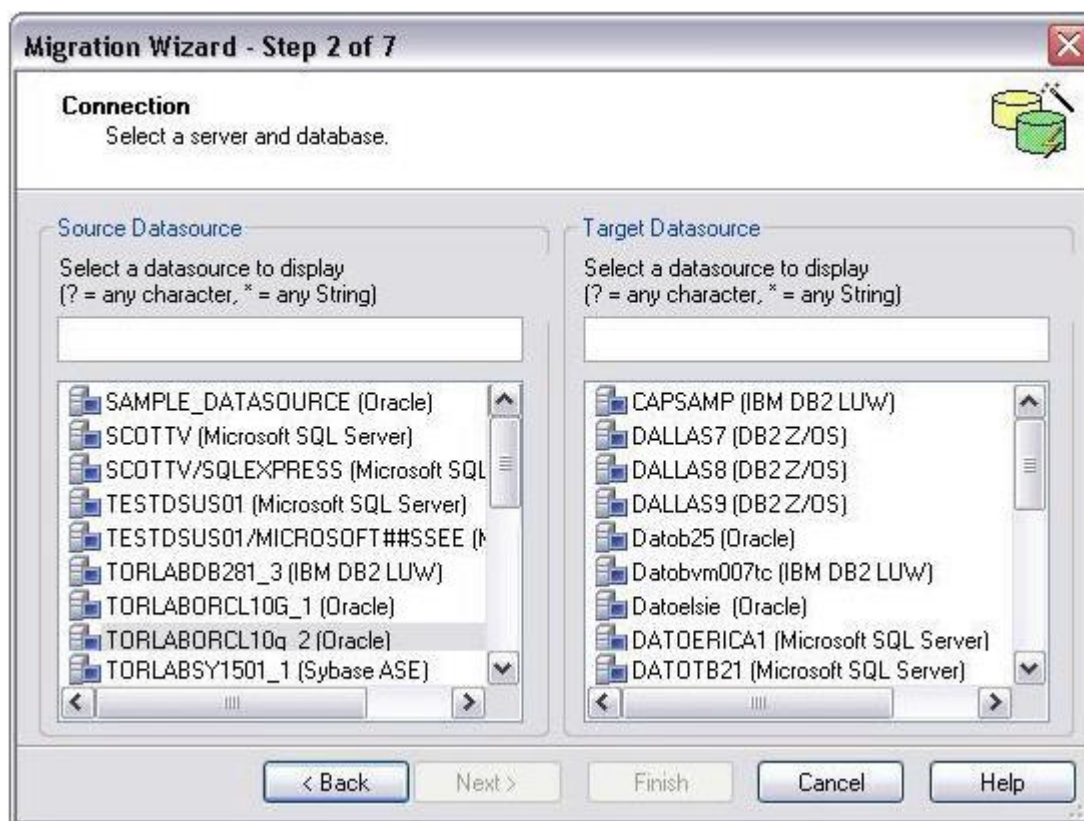 Migration Wizard - Step 2 of 7
Connection
Select a server and database.
Source Datasource
Select a datasource to display
(? = any character, * = any String)
SAMPLE_DATASOURCE (Oracle)
SCOTTV (Microsoft SQL Server)
SCOTTV/SQLEXPRESS (Microsoft SQL
TESTDSUS01 (Microsoft SQL Server)
TESTDSUS01/MICROSOFT##SSEE (
TORLABDB281_3 (IBM DB2 LUW)
TORLABORCL10G_1 (Oracle)
TORLABORCL10g_2 (Oracle)
TORLABSY1501_1 (Sybase ASE)
Target Datasource
Select a datasource to display
(? = any character, * = any String)
CAPSAMP (IBM DB2 LUW)
DALLAS7 (DB2 Z/OS)
DALLAS8 (DB2 Z/OS)
DALLAS9 (DB2 Z/OS)
Datob25 (Oracle)
Datobvm007tc (IBM DB2 LUW)
Datoelsie (Oracle)
DATOERICA1 (Microsoft SQL Server)
DATOTB21 (Microsoft SQL Server)
< Back
Next >
Finish
Cancel
Help